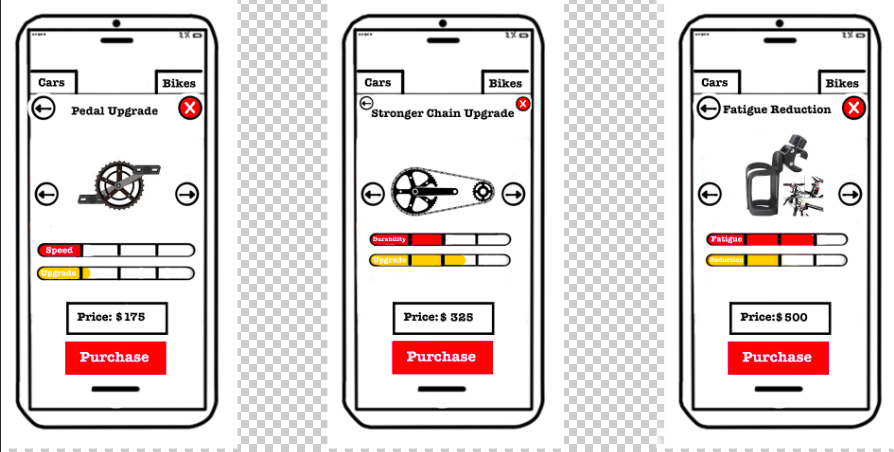 Cars
Bikes
Pedal Upgrade
Speed
Upgrade
Price: $175
Purchase
Cars
Bikes
Stronger Chain Upgrade
Durability
Upgrade
Price: $ 325
Purchase
Cars
Bikes
Fatigue Reduction
Fatigue
Reduction
Price:$500
Purchase